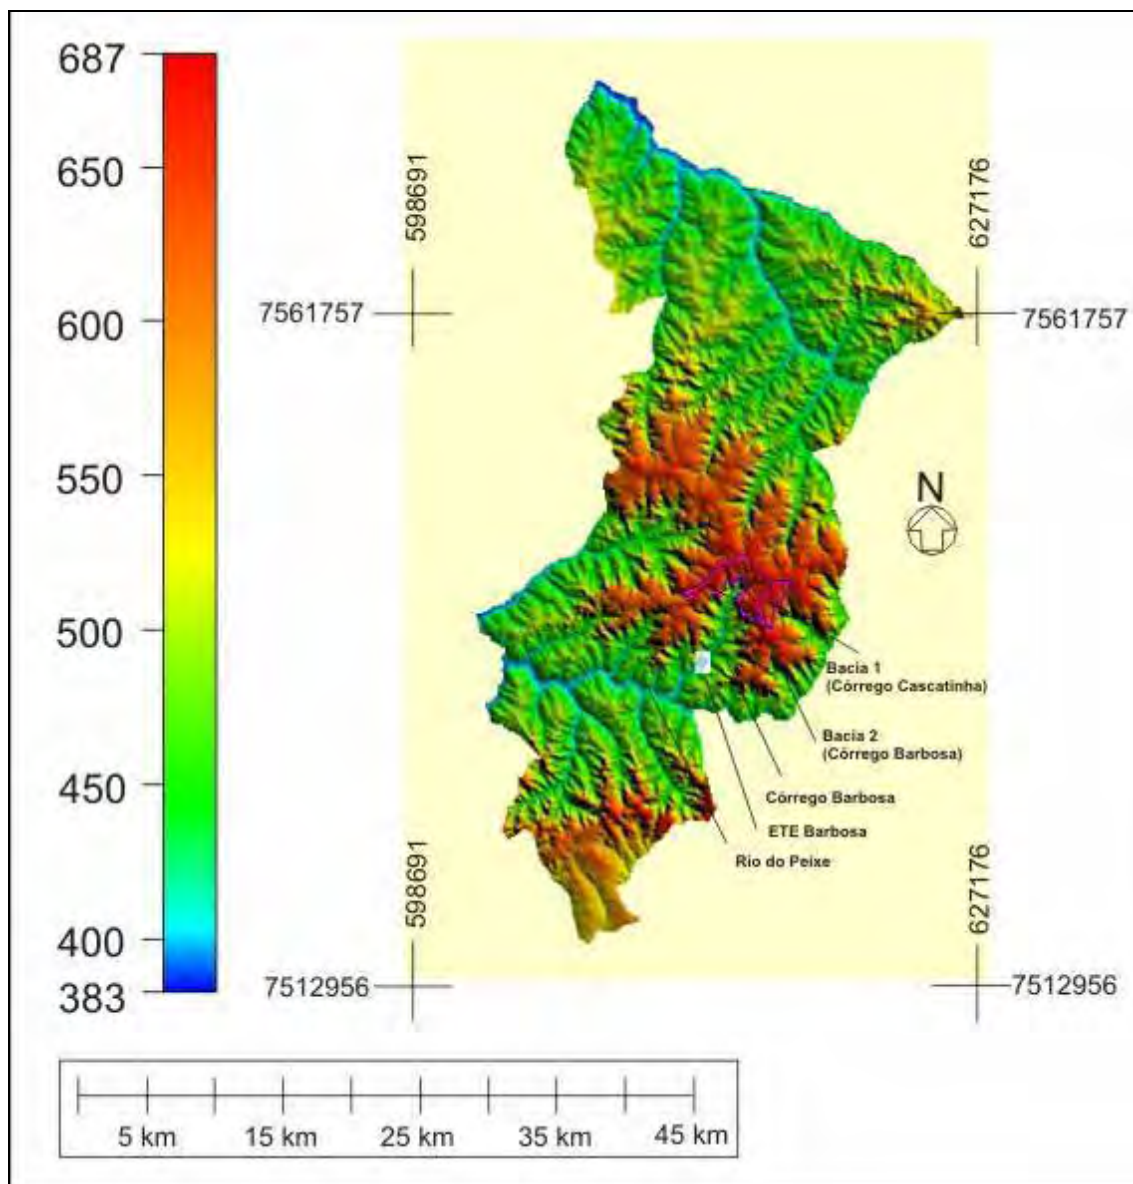 687
650
600
550
500
450
400
383
598691
627176
7561757
7561757
N
Bacia 1
(Córrego Cascatinha)
Bacia 2
(Córrego Barbosa)
Córrego Barbosa
ETE Barbosa
Rio do Peixe
598691
627176
7512956
7512956
5 km
15 km
25 km
35 km
45 km